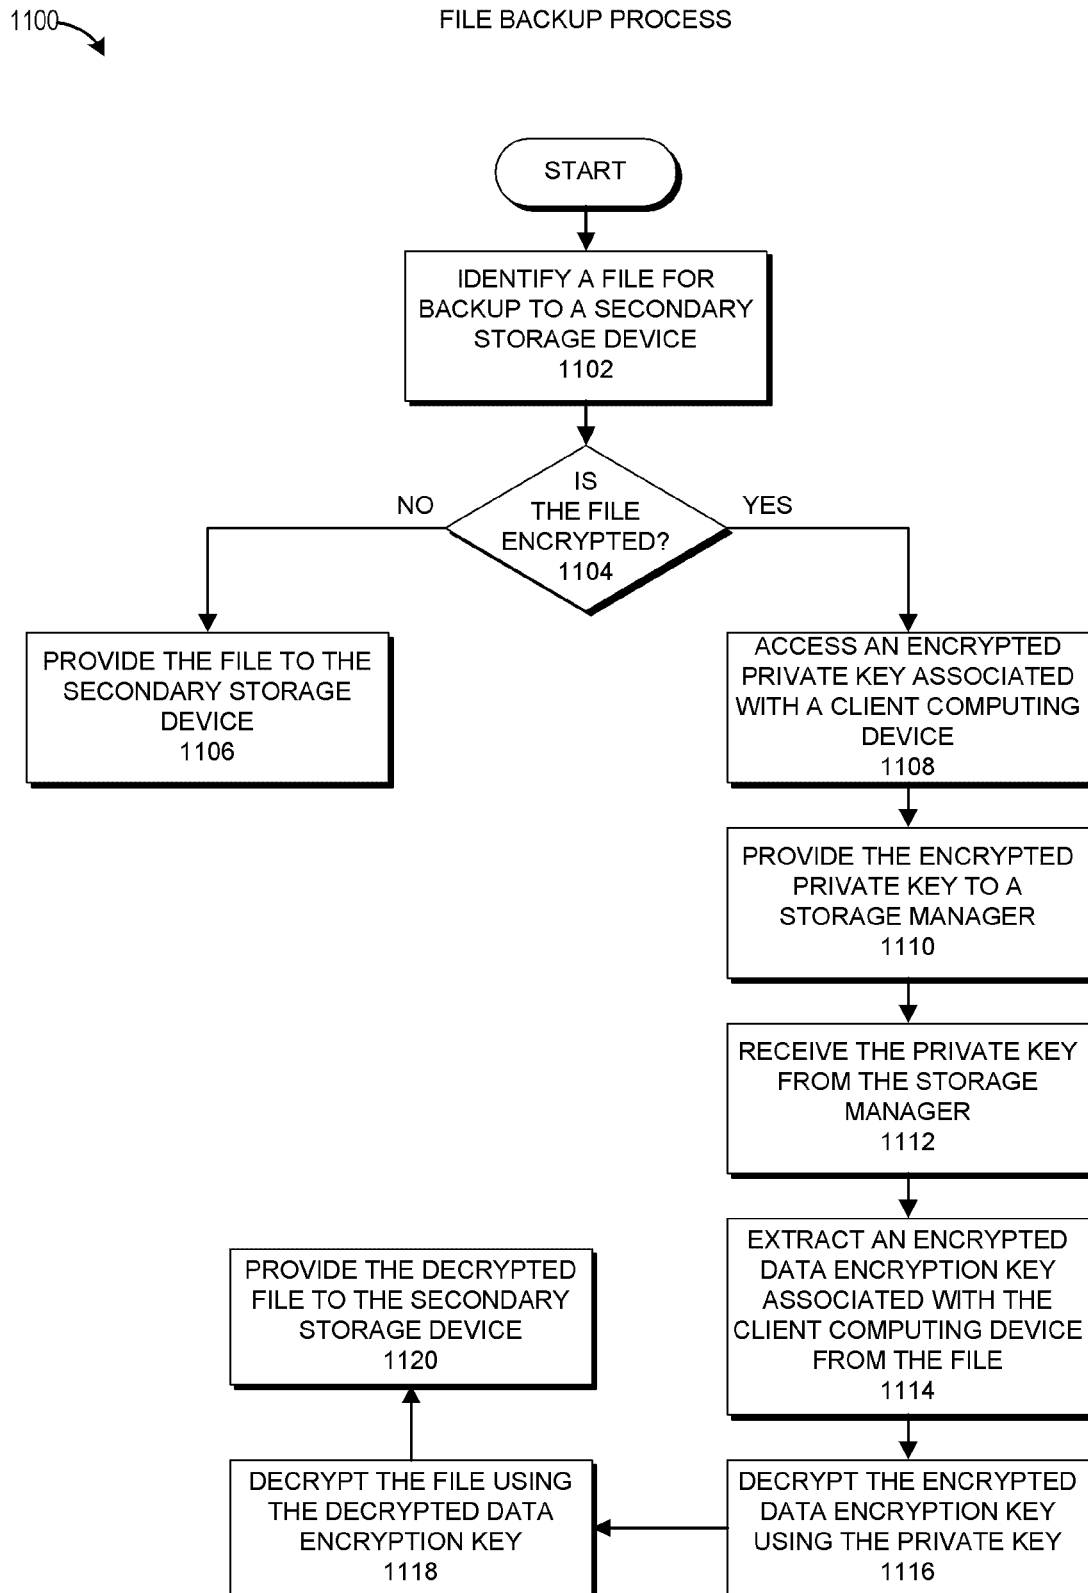 1100
FILE BACKUP PROCESS
START
IDENTIFY A FILE FOR
BACKUP TO A SECONDARY
STORAGE DEVICE
1102
IS
THE FILE
ENCRYPTED?
1104
NO
YES
PROVIDE THE FILE TO THE
SECONDARY STORAGE
DEVICE
1106
ACCESS AN ENCRYPTED
PRIVATE KEY ASSOCIATED
WITH A CLIENT COMPUTING
DEVICE
1108
PROVIDE THE ENCRYPTED
PRIVATE KEY TO A
STORAGE MANAGER
1110
RECEIVE THE PRIVATE KEY
FROM THE STORAGE
MANAGER
1112
EXTRACT AN ENCRYPTED
DATA ENCRYPTION KEY
ASSOCIATED WITH THE
CLIENT COMPUTING DEVICE
FROM THE FILE
1114
DECRYPT THE ENCRYPTED
DATA ENCRYPTION KEY
USING THE PRIVATE KEY
1116
DECRYPT THE FILE USING
THE DECRYPTED DATA
ENCRYPTION KEY
1118
PROVIDE THE DECRYPTED
FILE TO THE SECONDARY
STORAGE DEVICE
1120